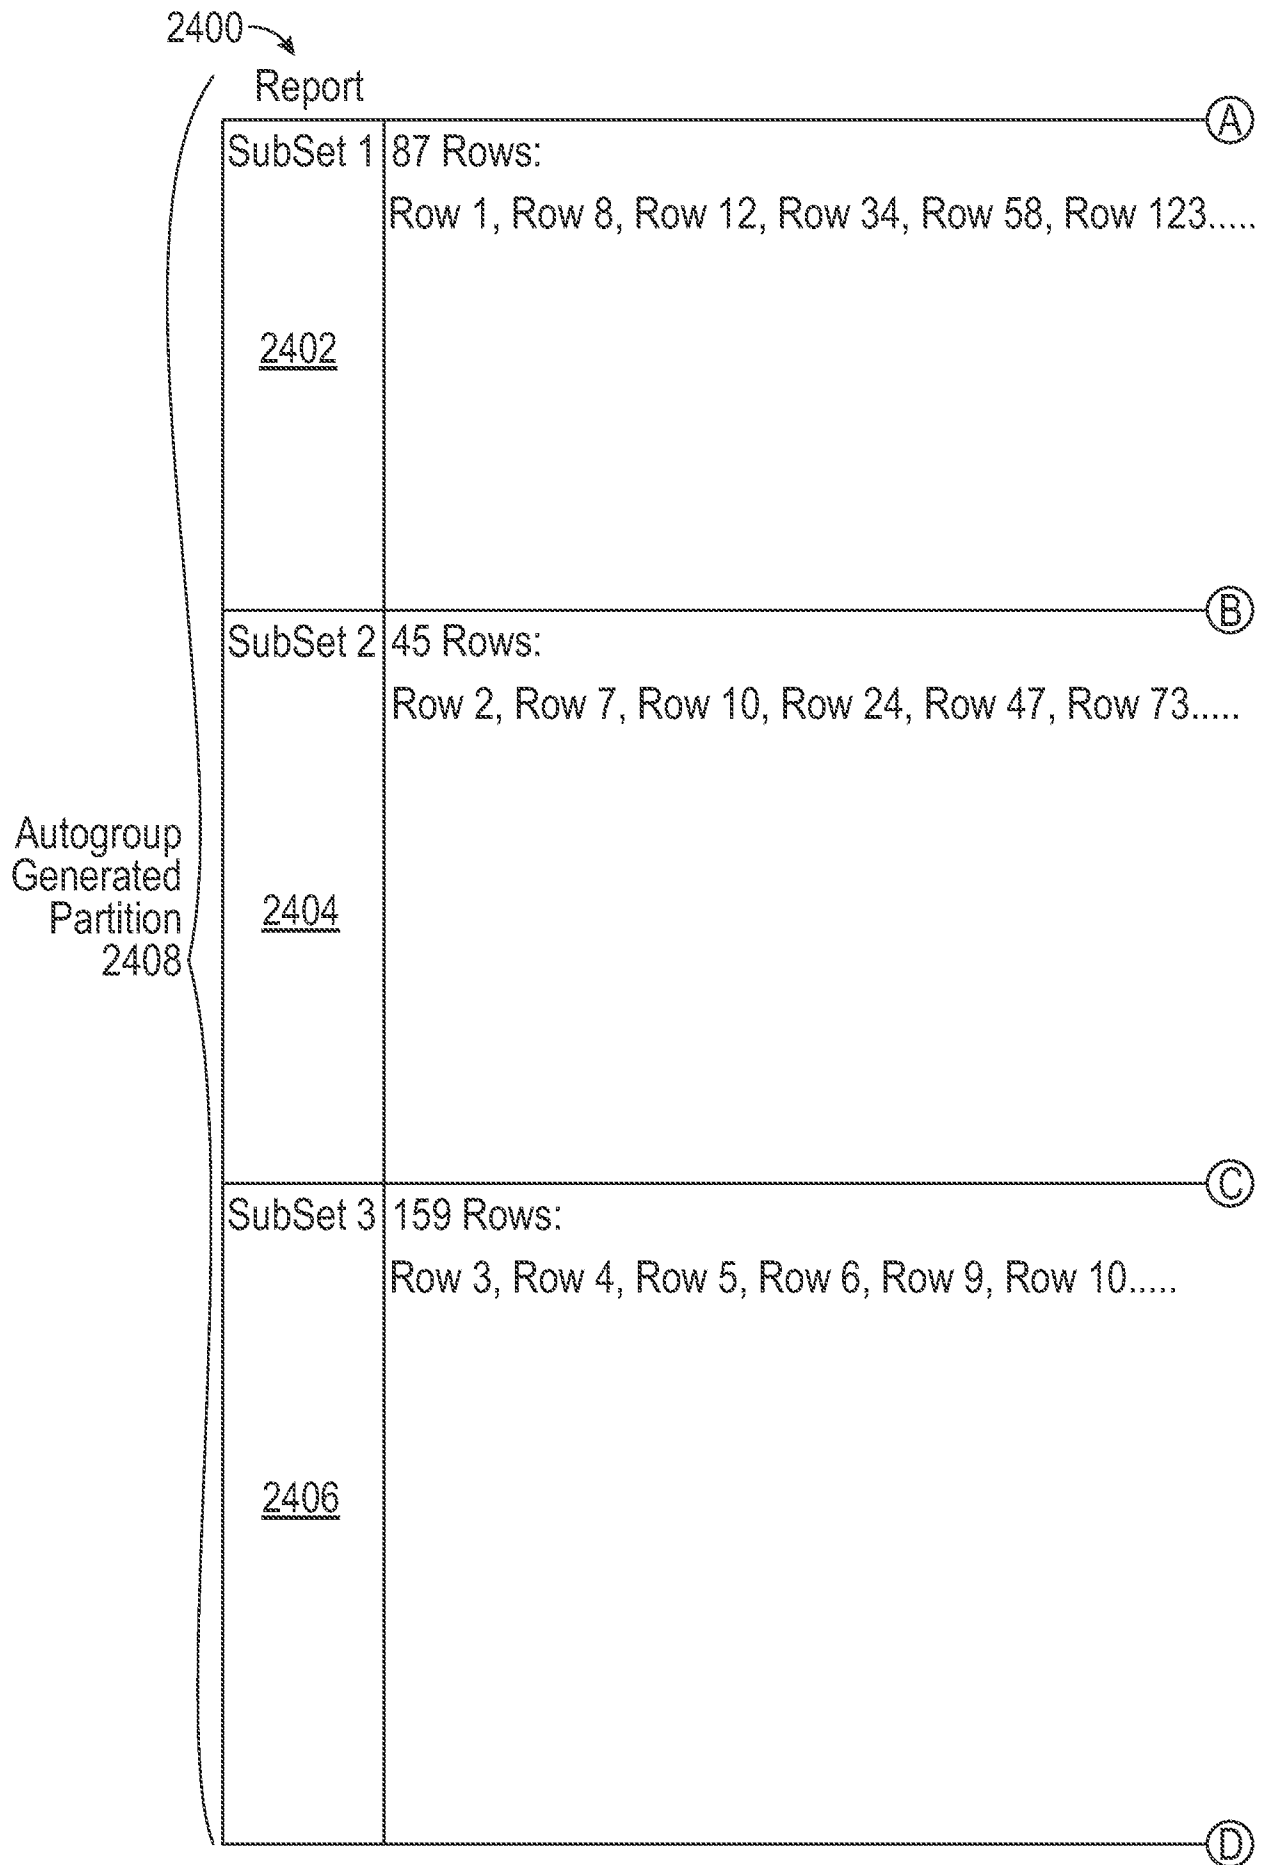 2400
Report
A
SubSet 1
87 Rows:
Row 1, Row 8, Row 12, Row 34, Row 58, Row 123.....
2402
B
SubSet 2
45 Rows:
Row 2, Row 7, Row 10, Row 24, Row 47, Row 73.....
Autogroup
Generated
Partition
2408
2404
C
SubSet 3
159 Rows:
Row 3, Row 4, Row 5, Row 6, Row 9, Row 10.....
2406
D